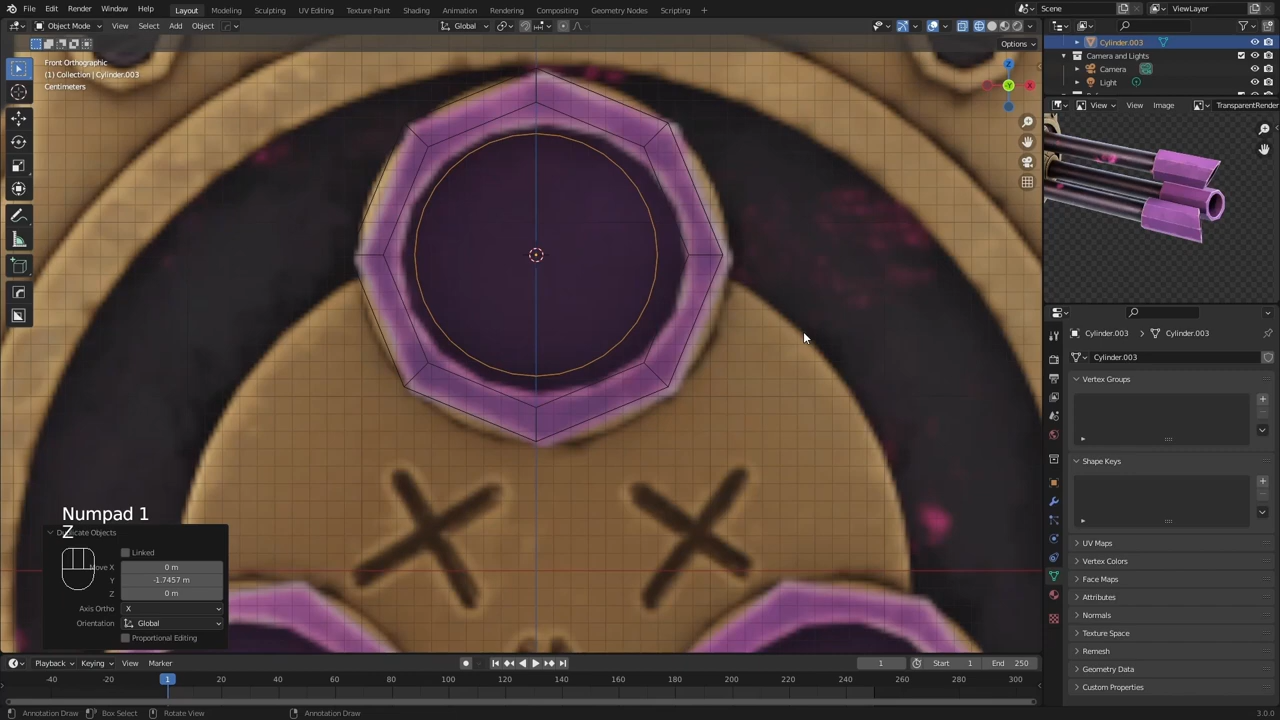 File Edit Render Window Help Layout Modeling Sculpting UV Editing Texture Paint Shading Animation Rendering Compositing Geometry Nodes Scripting + Scene ViewLayer
Object Mode View Select Add Object Global
Options
Front Orthographic
(1) Collection | Cylinder.003
Centimeters
Z
X
-Y
Cylinder.003
Camera and Lights
Camera
Light
View View Image TransparentRender
Cylinder.003 Cylinder.003
Cylinder.003
Vertex Groups
Shape Keys
UV Maps
Vertex Colors
Face Maps
Attributes
Normals
Texture Space
Remesh
Geometry Data
Custom Properties
Numpad 1
Z
Duplicate Objects
Linked
Move X 0 m
Y -1.7457 m
Z 0 m
Axis Ortho X
Orientation Global
Proportional Editing
Playback Keying View Marker 1 Start 1 End 250
-40 -20 1 20 40 60 80 100 120 140 160 180 200 220 240 260 280 300
Annotation Draw Box Select Rotate View Annotation Draw 3.0.0